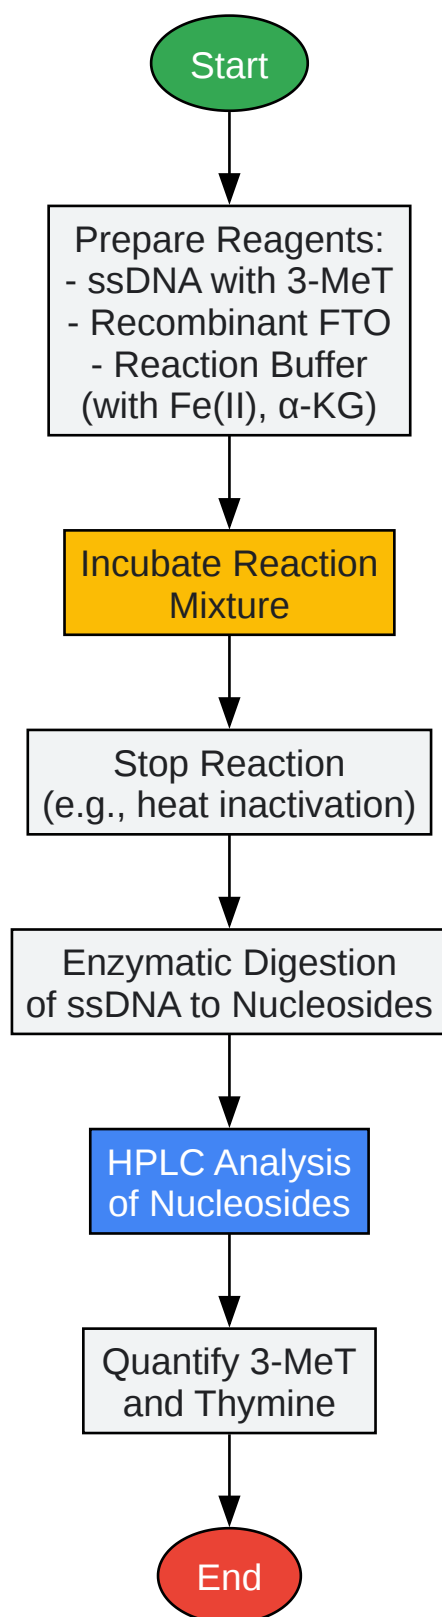 Start
Prepare Reagents:
- ssDNA with 3-MeT
- Recombinant FTO
- Reaction Buffer
(with Fe(II), α-KG)
Incubate Reaction
Mixture
Stop Reaction
(e.g., heat inactivation)
Enzymatic Digestion
of ssDNA to Nucleosides
HPLC Analysis
of Nucleosides
Quantify 3-MeT
and Thymine
End